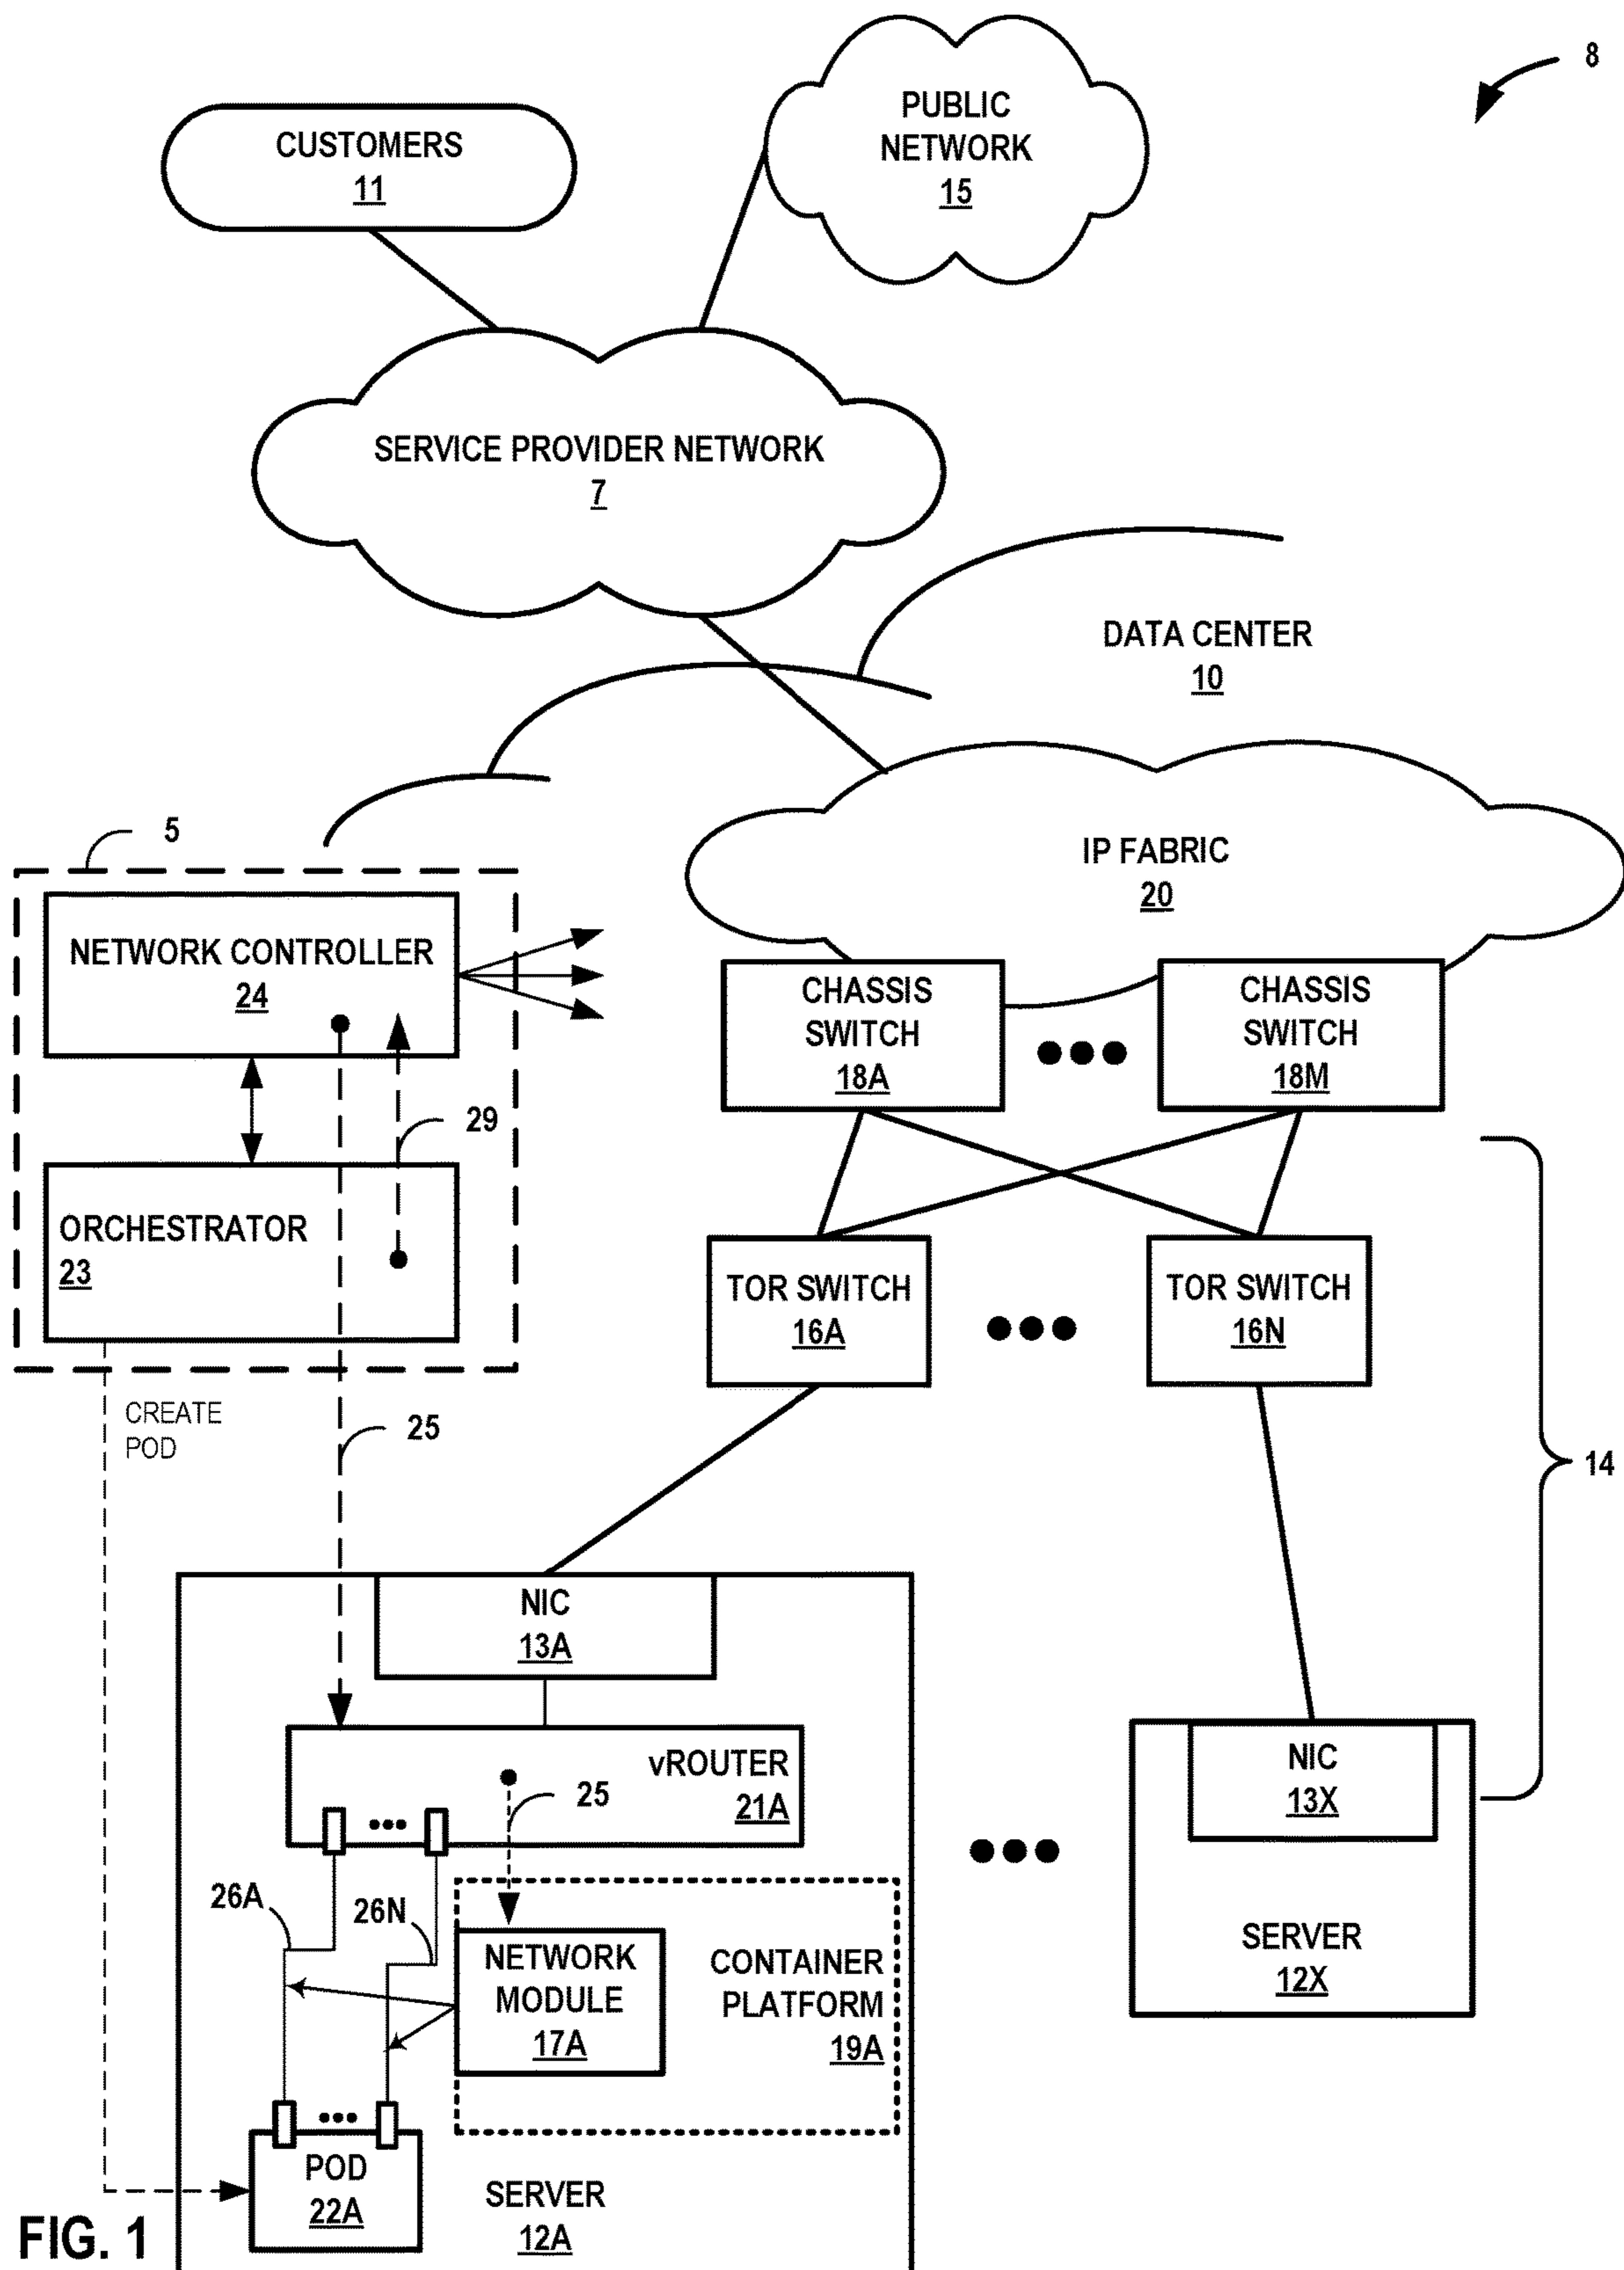 8
PUBLIC
NETWORK
15
CUSTOMERS
11
SERVICE PROVIDER NETWORK
7
DATA CENTER
10
IP FABRIC
20
5
NETWORK CONTROLLER
24
CHASSIS
SWITCH
18A
CHASSIS
SWITCH
18M
29
ORCHESTRATOR
23
TOR SWITCH
16A
TOR SWITCH
16N
CREATE
POD
25
14
NIC
13A
vROUTER
21A
25
NIC
13X
SERVER
12X
26A
26N
NETWORK
MODULE
17A
CONTAINER
PLATFORM
19A
POD
22A
SERVER
12A
FIG. 1